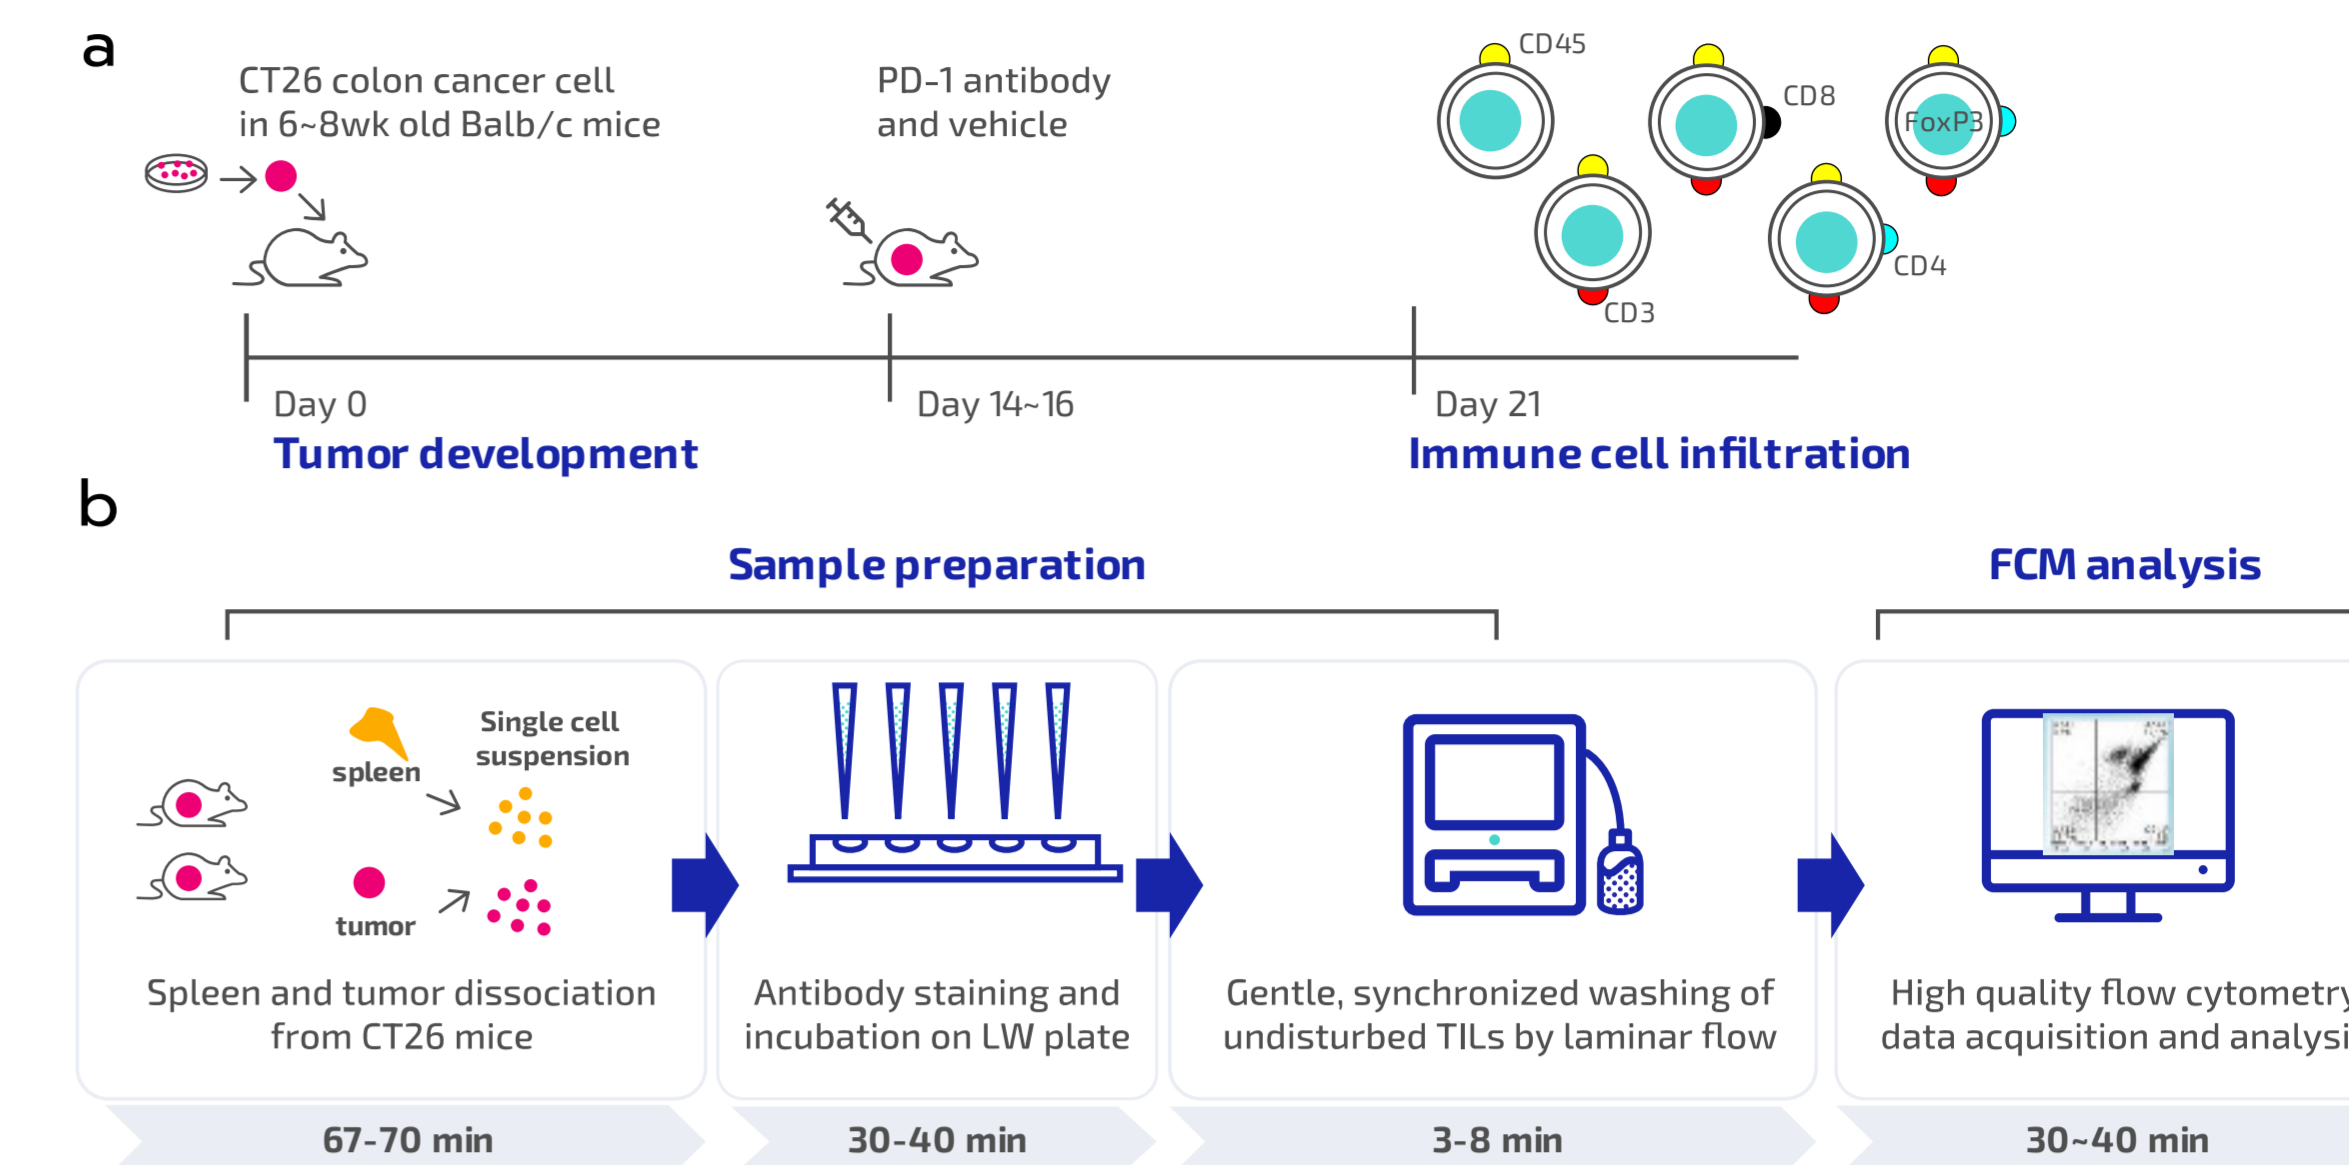 a
CT26 colon cancer cell
in 6~8wk old Balb/c mice
PD-1 antibody
and vehicle
CD45
CD8
FoxP3
CD3
CD4
Day 0
Day 14~16
Day 21
Tumor development
Immune cell infiltration
b
Sample preparation
FCM analysis
spleen
Single cell
suspension
tumor
Spleen and tumor dissociation
from CT26 mice
Antibody staining and
incubation on LW plate
Gentle, synchronized washing of
undisturbed TILs by laminar flow
High quality flow cytometry
data acquisition and analysi
67-70 min
30-40 min
3-8 min
30~40 min